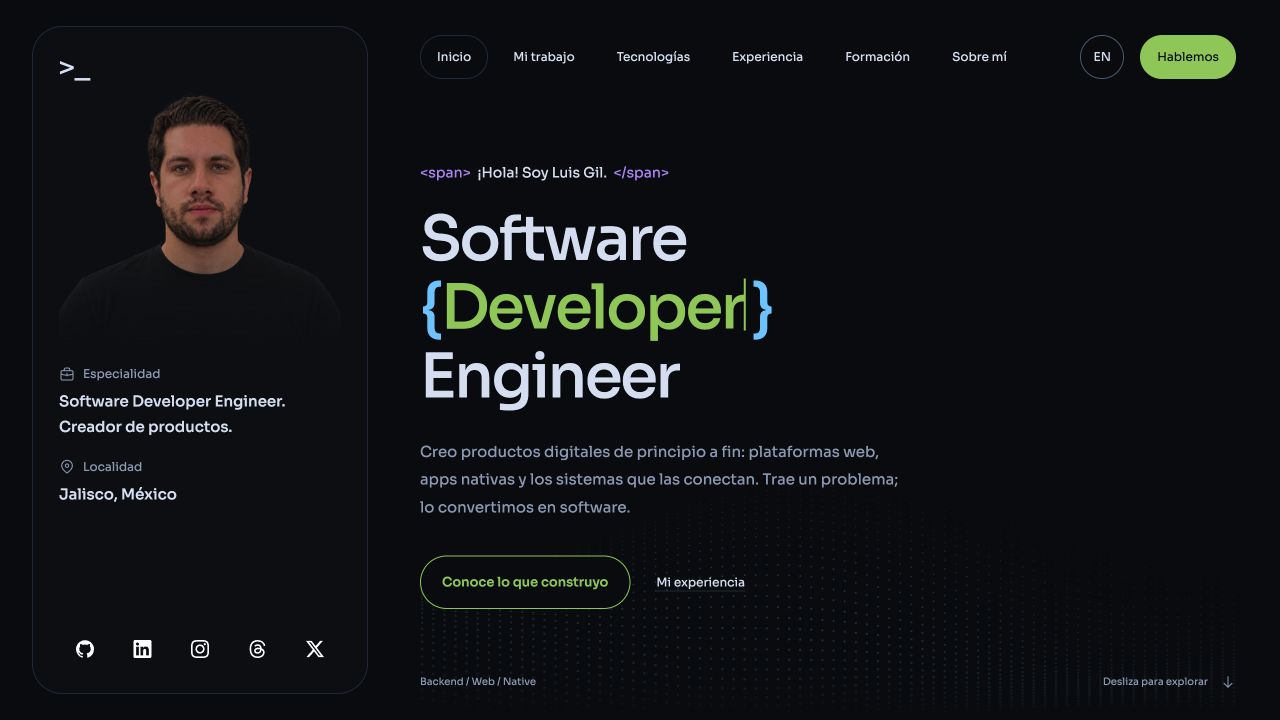 >_
Especialidad
Software Developer Engineer.
Creador de productos.
Localidad
Jalisco, México
Inicio
Mi trabajo
Tecnologías
Experiencia
Formación
Sobre mí
EN
Hablemos
<span> ¡Hola! Soy Luis Gil. </span>
Software
{Developer}
Engineer
Creo productos digitales de principio a fin: plataformas web,
apps nativas y los sistemas que las conectan. Trae un problema;
lo convertimos en software.
Conoce lo que construyo
Mi experiencia
Backend / Web / Native
Desliza para explorar ↓